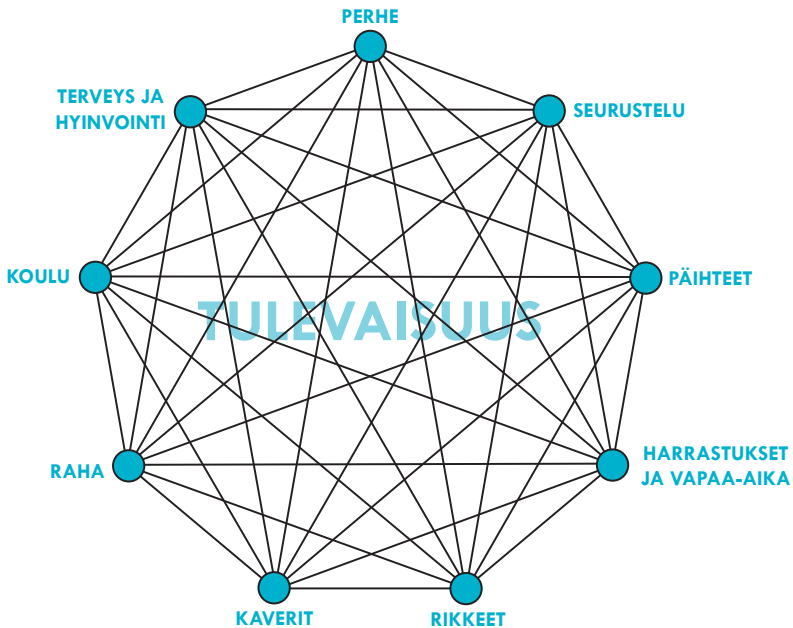 PERHE
TERVEYS JA
HYINVOINTI
SEURUSTELU
KOULU
PÄIHTEET
TULEVAISUUS
RAHA
HARRASTUKSET
JA VAPAA-AIKA
KAVERIT
RIKKEET